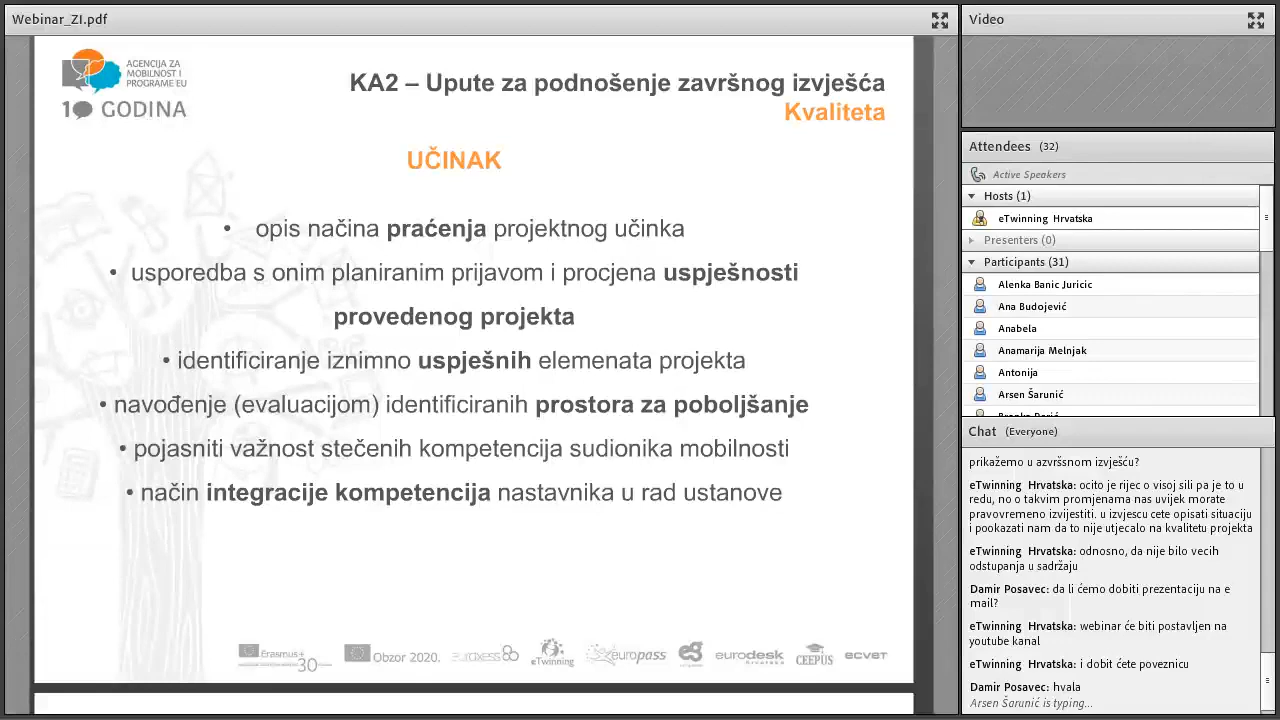 Webinar_ZI.pdf
AGENCIJA ZA
MOBILNOST I
PROGRAME EU
10 GODINA
KA2 – Upute za podnošenje završnog izvješća
Kvaliteta
UČINAK
• opis načina praćenja projektnog učinka
• usporedba s onim planiranim prijavom i procjena uspješnosti
provedenog projekta
• identificiranje iznimno uspješnih elemenata projekta
• navođenje (evaluacijom) identificiranih prostora za poboljšanje
• pojasniti važnost stečenih kompetencija sudionika mobilnosti
• način integracije kompetencija nastavnika u rad ustanove
Erasmus+
30
Obzor 2020.
euraxess
eTwinning
europass
eurodesk
CEEPUS
ecvet
Video
Attendees (32)
Active Speakers
Hosts (1)
eTwinning Hrvatska
Presenters (0)
Participants (31)
Alenka Banic Juricic
Ana Budojević
Anabela
Anamarija Melnjak
Antonija
Arsen Šarunić
Chat (Everyone)
prikažemo u azvršsnom izvješću?
eTwinning Hrvatska: ocito je rijec o visoj sili pa je to u
redu, no o takvim promjenama nas uvijek morate
pravovremeno izvijestiti. u izvjescu cete opisati situaciju
i pookazati nam da to nije utjecalo na kvalitetu projekta
eTwinning Hrvatska: odnosno, da nije bilo vecih
odstupanja u sadržaju
Damir Posavec: da li ćemo dobiti prezentaciju na e
mail?
eTwinning Hrvatska: webinar će biti postavljen na
youtube kanal
eTwinning Hrvatska: i dobit ćete poveznicu
Damir Posavec: hvala
Arsen Šarunić is typing...